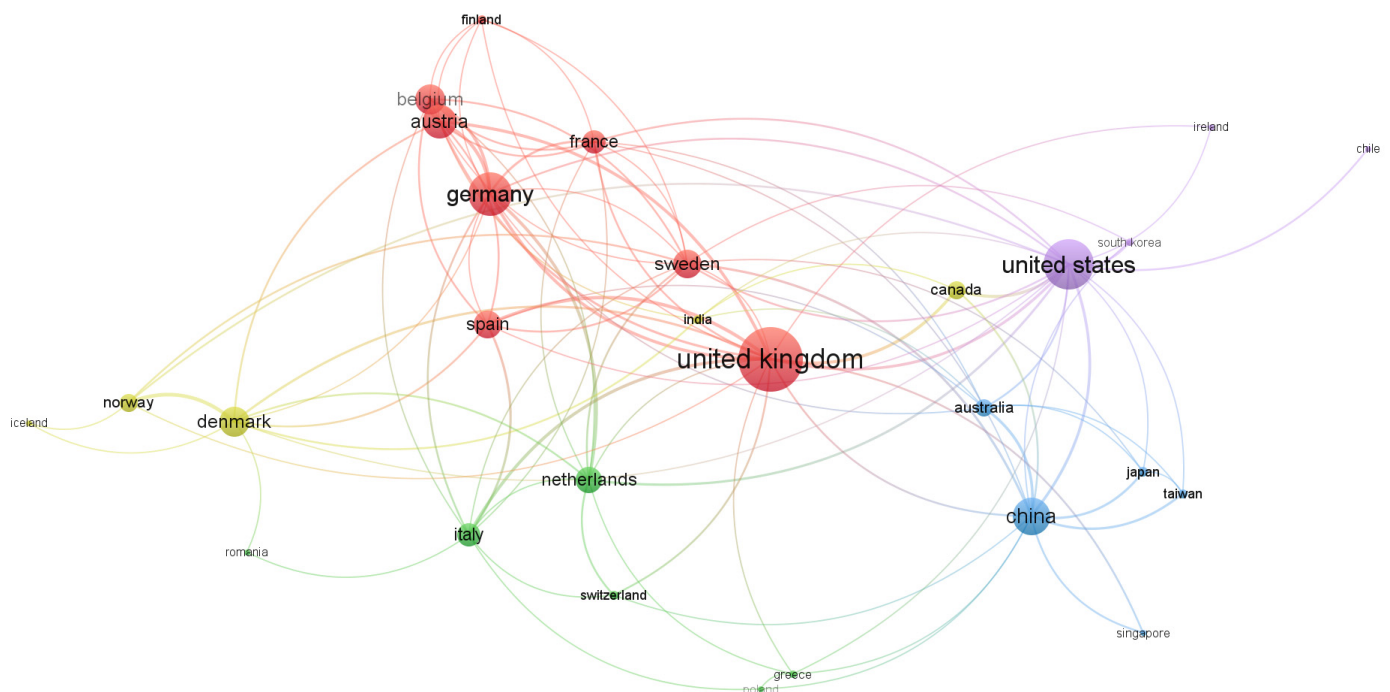 finland
belgium
austria
ireland
france
chile
germany
south korea
sweden
united states
canada
india
spain
united kingdom
norway
australia
iceland
denmark
japan
netherlands
taiwan
china
italy
romania
switzerland
singapore
greece
poland